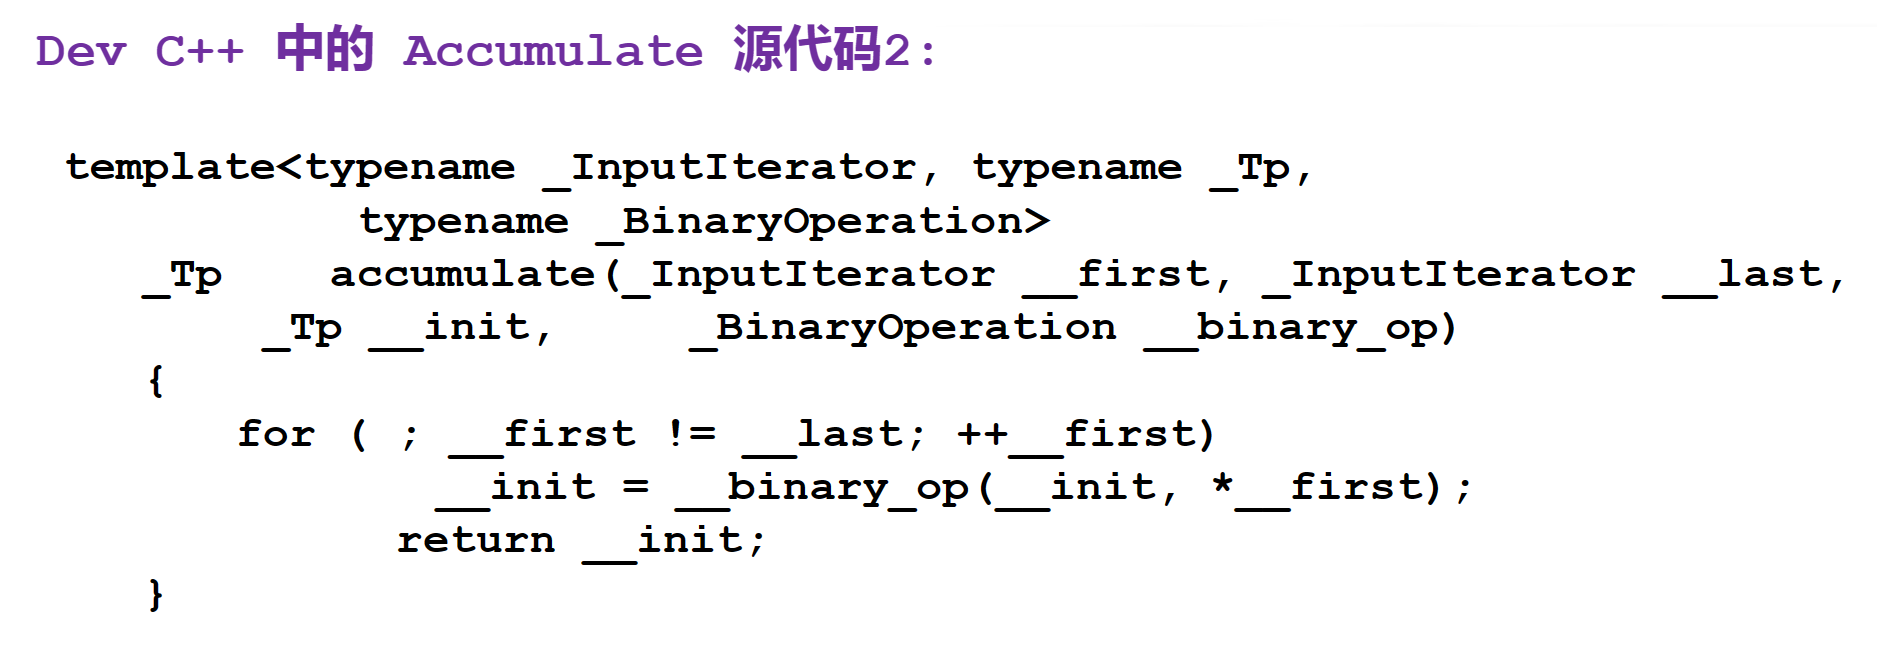 Dev C++ 中的 Accumulate 源代码2:
template<typename _InputIterator, typename _Tp,
typename _BinaryOperation>
_Tp accumulate(_InputIterator __first, _InputIterator __last,
_Tp __init, _BinaryOperation __binary_op)
{
for ( ; __first != __last; ++__first)
__init = __binary_op(__init, *__first);
return __init;
}